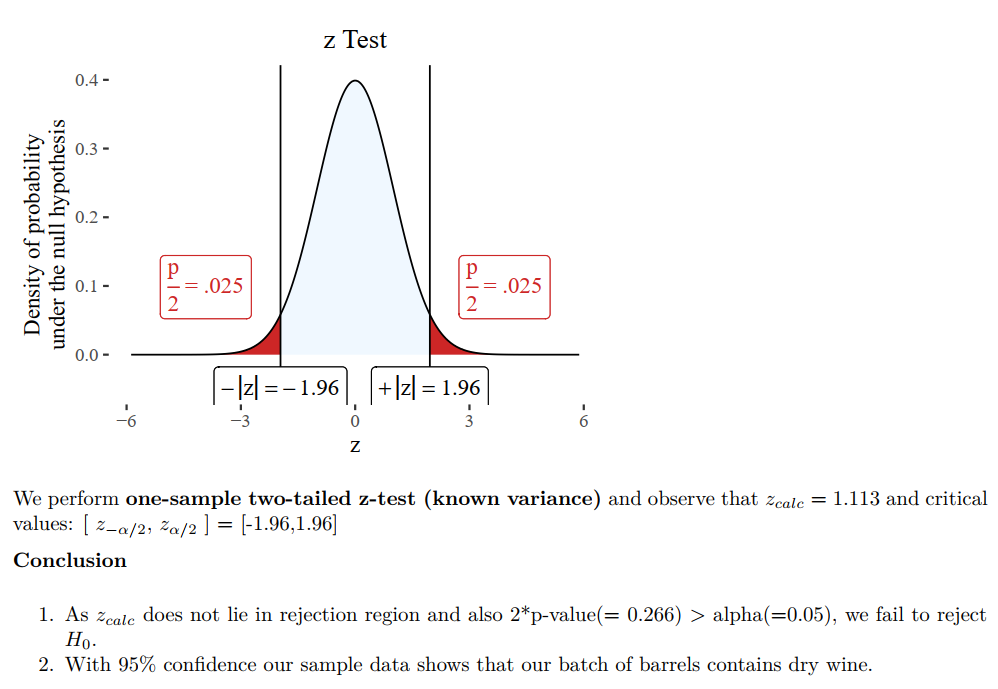 z Test
Density of probability
under the null hypothesis
0.4
0.3
0.2
0.1
0.0
p/2 = .025
p/2 = .025
−|z| = −1.96
+|z| = 1.96
−6
−3
0
3
6
z
We perform one-sample two-tailed z-test (known variance) and observe that z_calc = 1.113 and critical
values: [ z_{−α/2}, z_{α/2} ] = [-1.96,1.96]
Conclusion
1. As z_calc does not lie in rejection region and also 2*p-value(= 0.266) > alpha(=0.05), we fail to reject
H_0.
2. With 95% confidence our sample data shows that our batch of barrels contains dry wine.